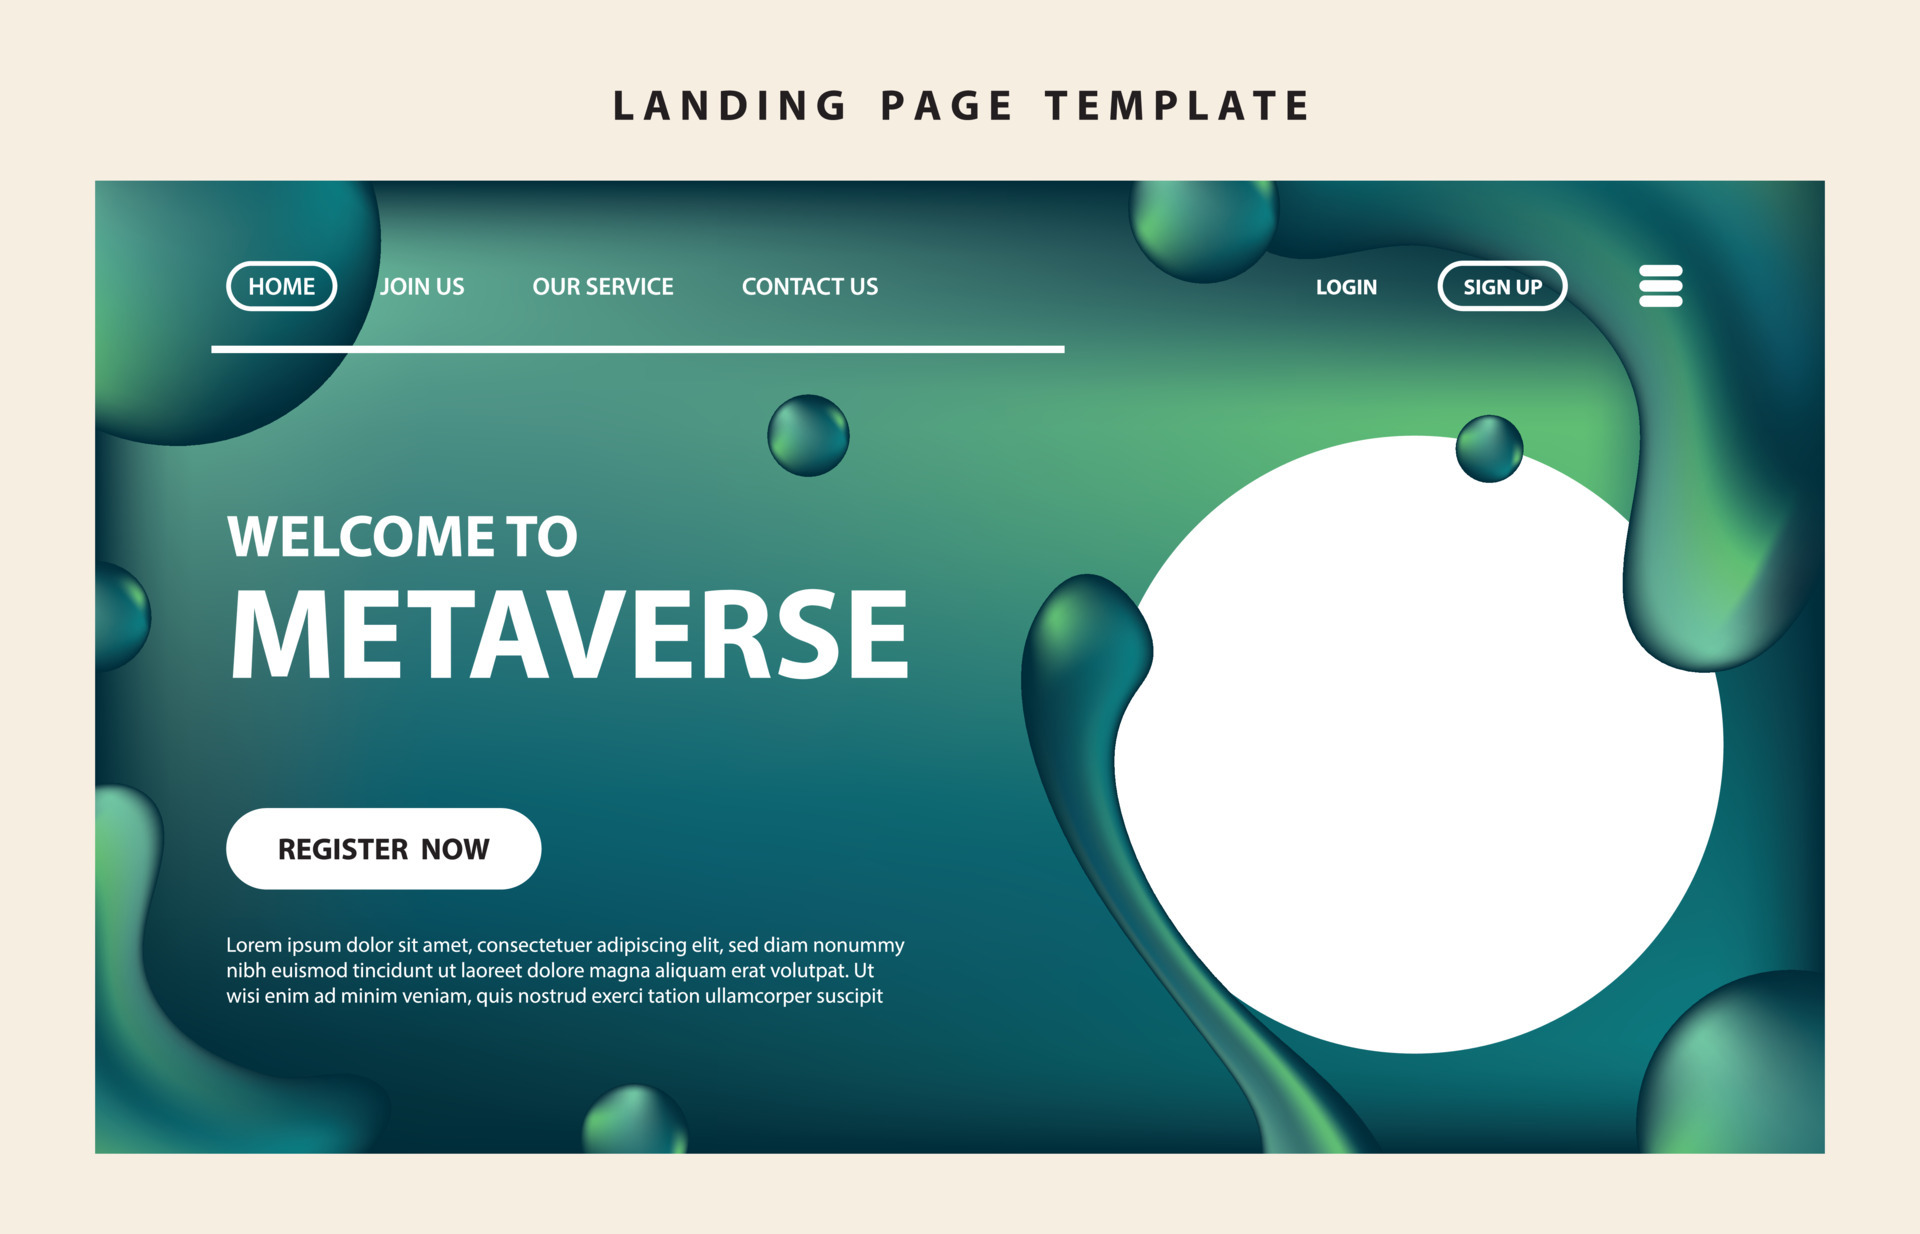 LANDING PAGE TEMPLATE
HOME JOIN US OUR SERVICE CONTACT US LOGIN SIGN UP
WELCOME TO
METAVERSE
REGISTER NOW
Lorem ipsum dolor sit amet, consectetuer adipiscing elit, sed diam nonummy
nibh euismod tincidunt ut laoreet dolore magna aliquam erat volutpat. Ut
wisi enim ad minim veniam, quis nostrud exerci tation ullamcorper suscipit